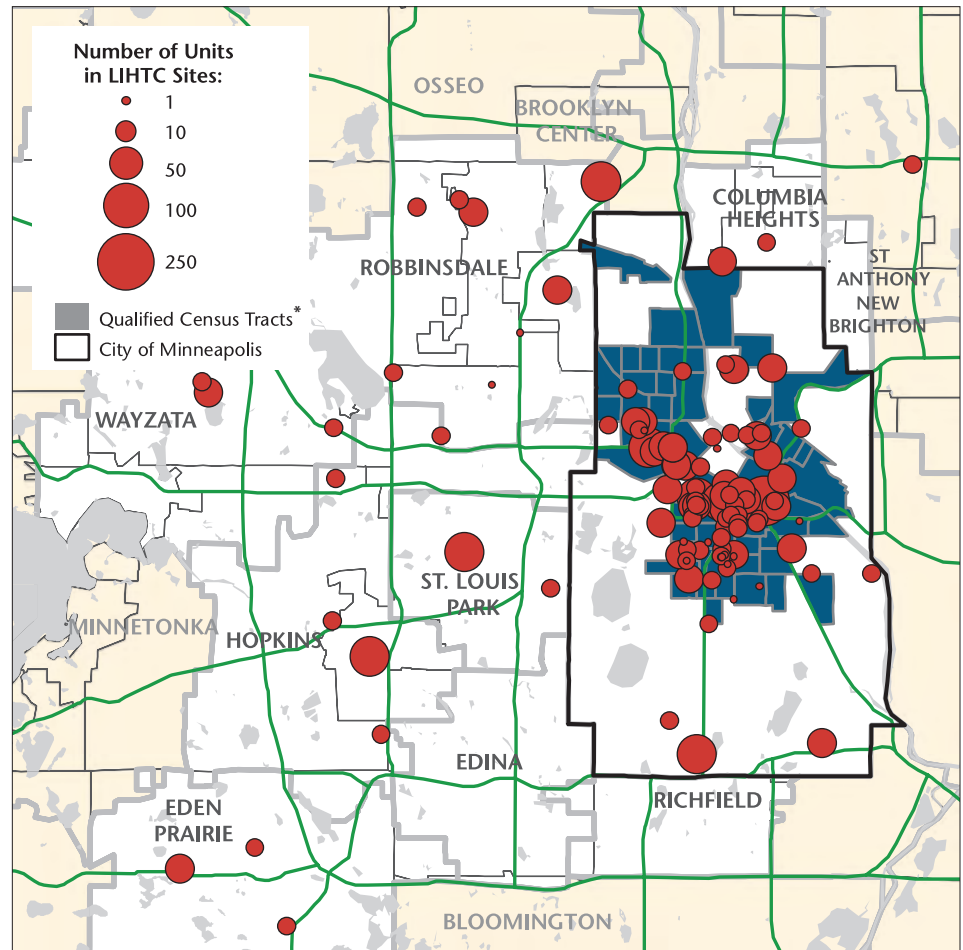 Number of Units
in LIHTC Sites:
1
10
50
100
250
Qualified Census Tracts*
City of Minneapolis
OSSEO
BROOKLYN
CENTER
COLUMBIA
HEIGHTS
ROBBINSDALE
ST
ANTHONY
NEW
BRIGHTON
WAYZATA
ST. LOUIS
PARK
MINNETONKA
HOPKINS
EDINA
RICHFIELD
EDEN
PRAIRIE
BLOOMINGTON